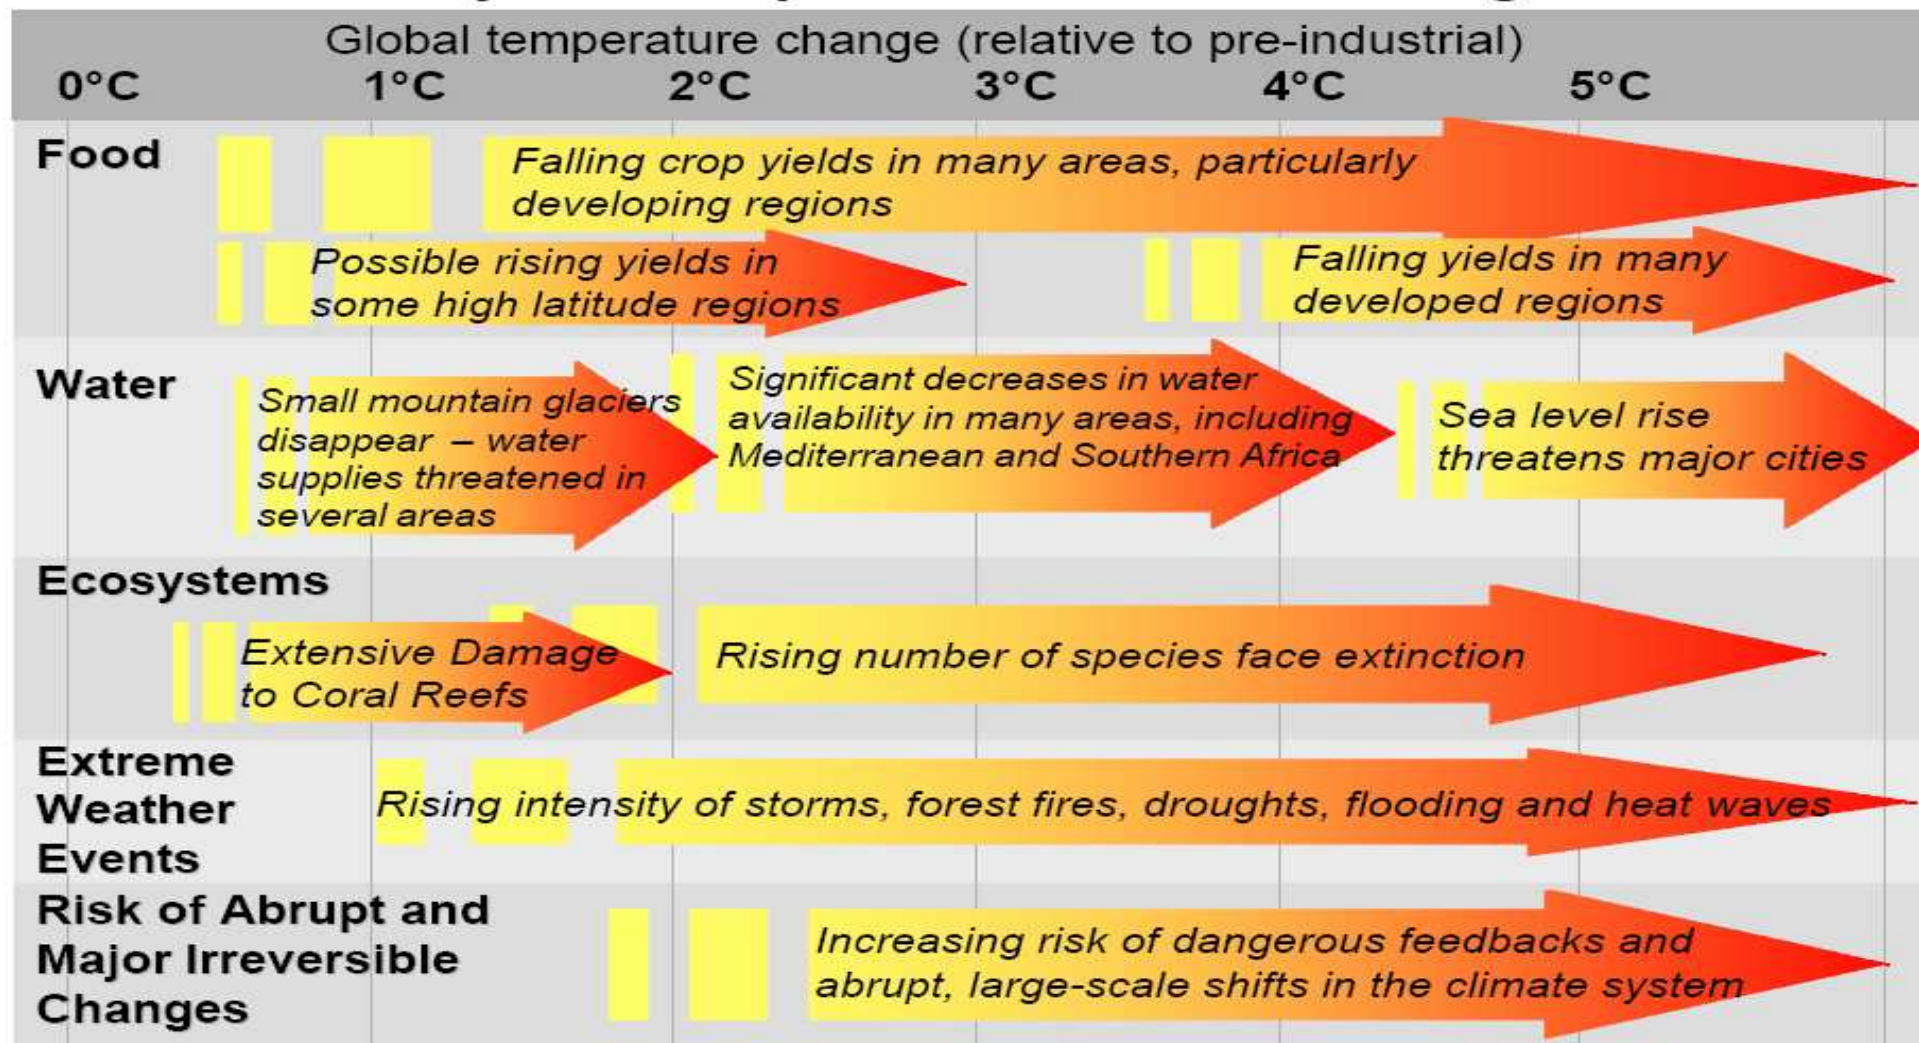 Global temperature change (relative to pre-industrial)
0°C 1°C 2°C 3°C 4°C 5°C
Food
Falling crop yields in many areas, particularly
developing regions
Possible rising yields in
some high latitude regions
Falling yields in many
developed regions
Water
Small mountain glaciers
disappear – water
supplies threatened in
several areas
Significant decreases in water
availability in many areas, including
Mediterranean and Southern Africa
Sea level rise
threatens major cities
Ecosystems
Extensive Damage
to Coral Reefs
Rising number of species face extinction
Extreme
Weather
Events
Rising intensity of storms, forest fires, droughts, flooding and heat waves
Risk of Abrupt and
Major Irreversible
Changes
Increasing risk of dangerous feedbacks and
abrupt, large-scale shifts in the climate system